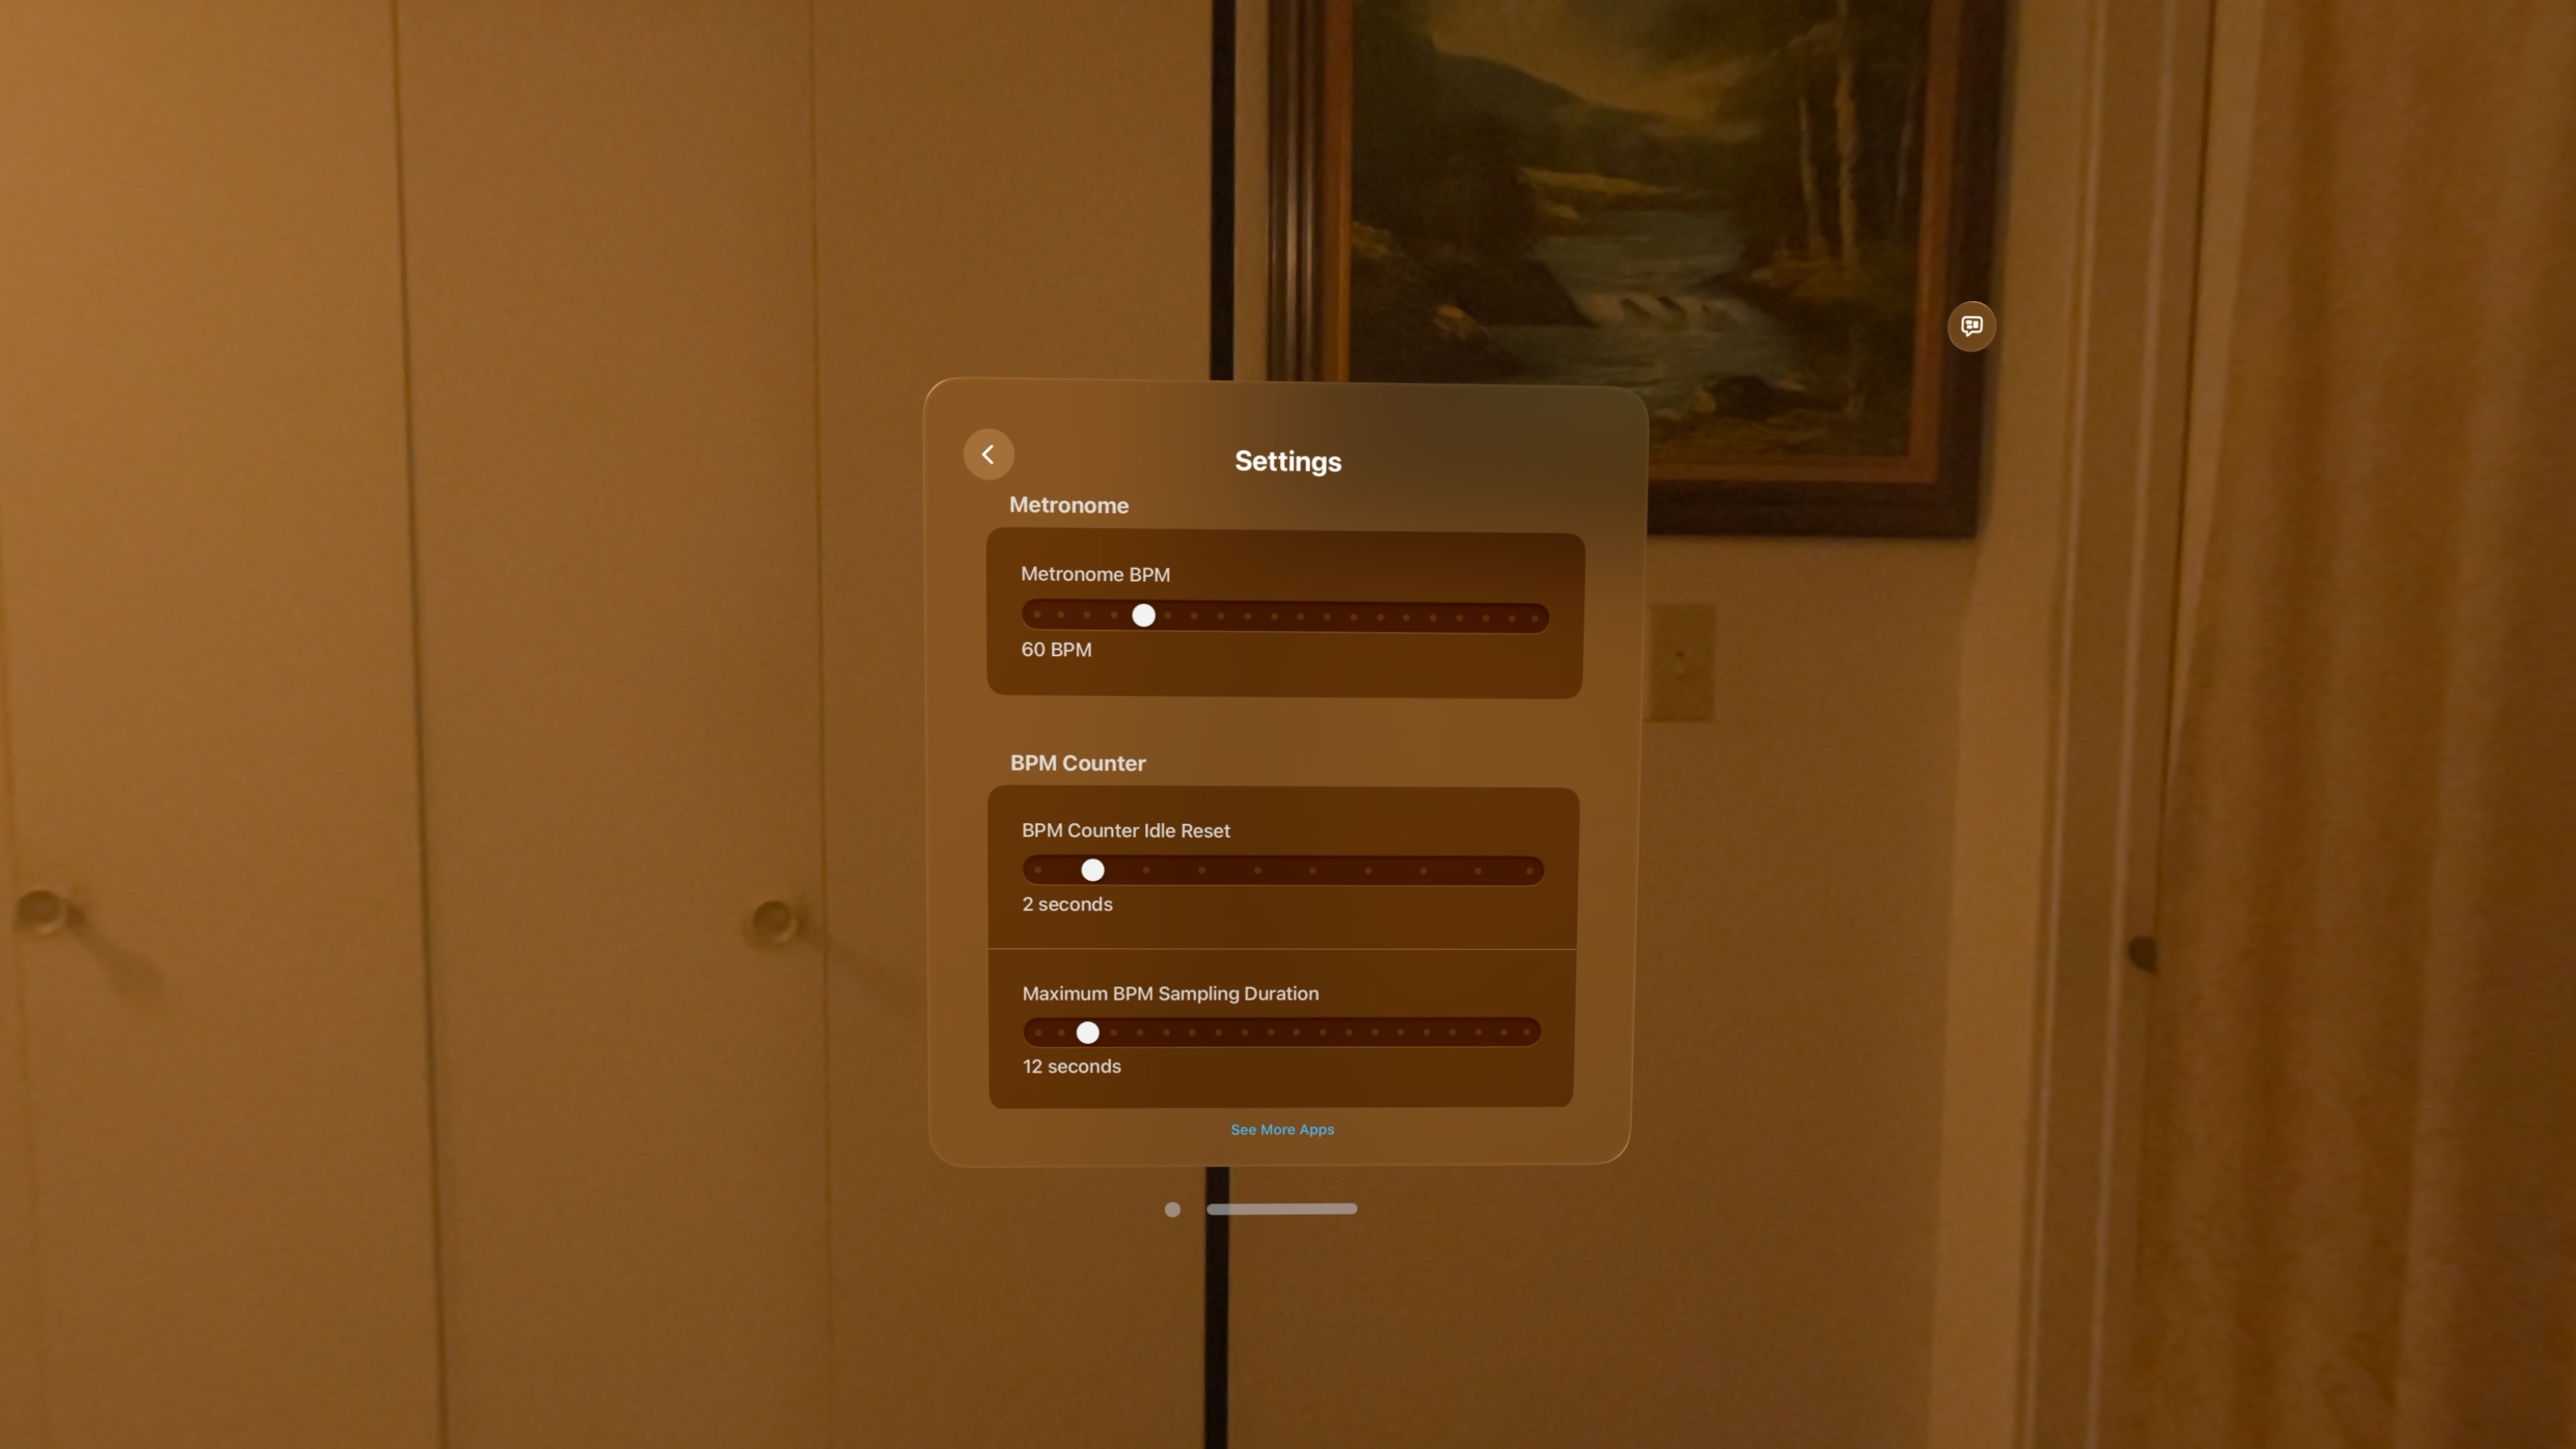 Settings
Metronome
Metronome BPM
60 BPM
BPM Counter
BPM Counter Idle Reset
2 seconds
Maximum BPM Sampling Duration
12 seconds
See More Apps